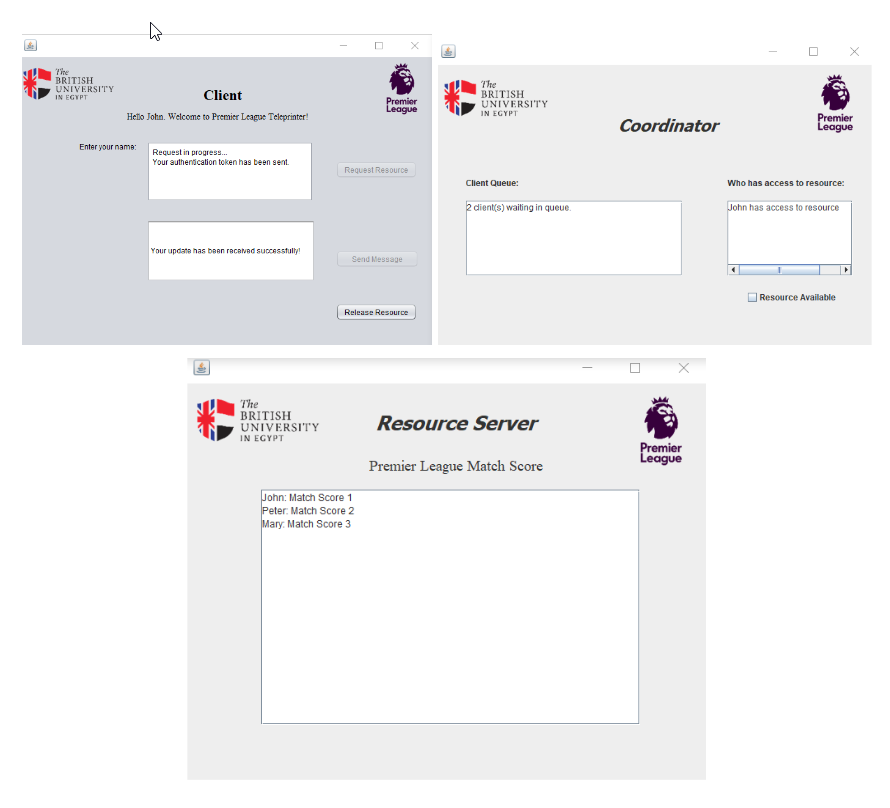 The
BRITISH
UNIVERSITY
IN EGYPT
Client
Premier
League
Hello John. Welcome to Premier League Teleprinter!
Enter your name:
Request in progress...
Your authentication token has been sent.
Request Resource
Your update has been received successfully!
Send Message
Release Resource
The
BRITISH
UNIVERSITY
IN EGYPT
Coordinator
Premier
League
Client Queue:
Who has access to resource:
2 client(s) waiting in queue.
John has access to resource
Resource Available
The
BRITISH
UNIVERSITY
IN EGYPT
Resource Server
Premier
League
Premier League Match Score
John: Match Score 1
Peter: Match Score 2
Mary: Match Score 3